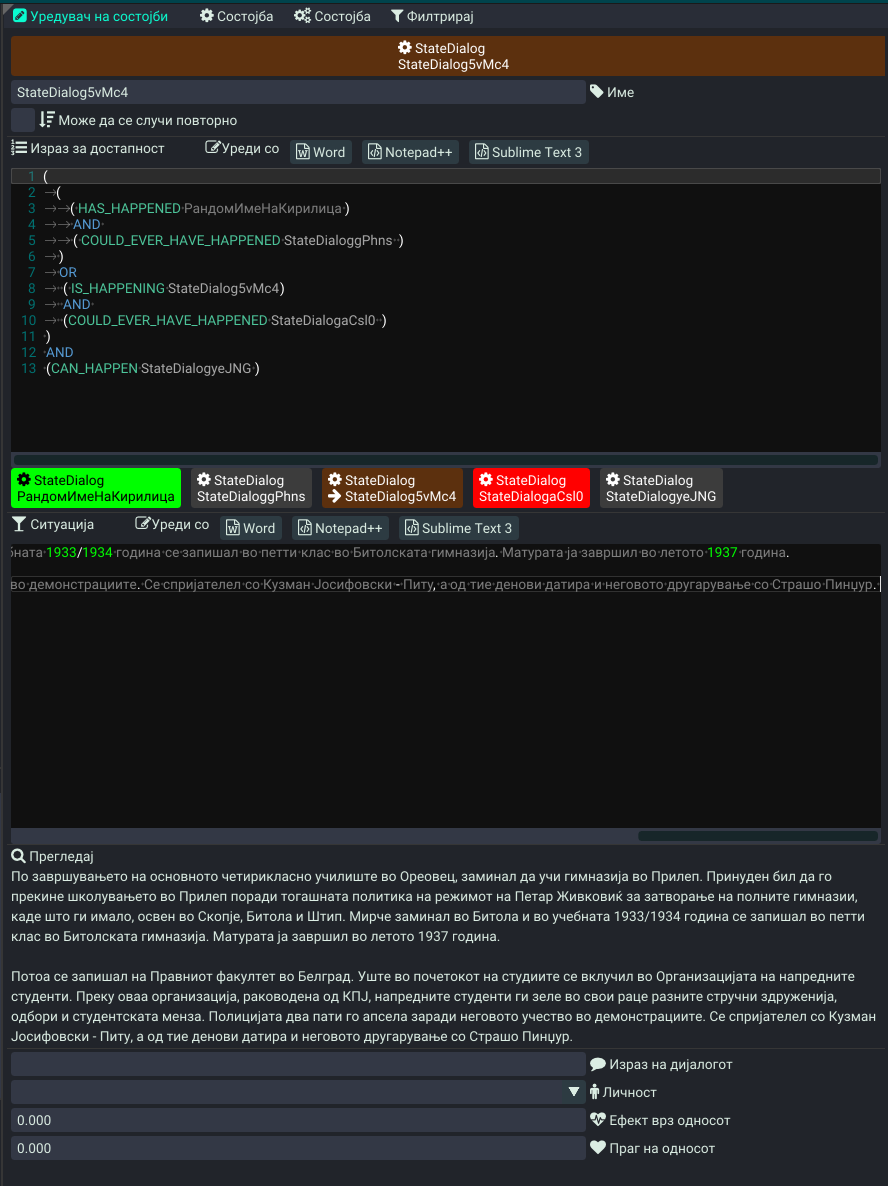 Уредувач на состојби Состојба Состојба Филтрирај
StateDialog
StateDialog5vMc4
StateDialog5vMc4 Име
Може да се случи повторно
Израз за достапност Уреди со Word Notepad++ Sublime Text 3
1 (
2 (
3 ( HAS_HAPPENED РандомИмеНаКирилица )
4 AND
5 ( COULD_EVER_HAVE_HAPPENED StateDialoggPhns )
6 )
7 OR
8 ( IS_HAPPENING StateDialog5vMc4)
9 AND
10 (COULD_EVER_HAVE_HAPPENED StateDialogaCsl0 )
11 )
12 AND
13 (CAN_HAPPEN StateDialogyeJNG )
StateDialog StateDialog StateDialog StateDialog StateDialog
РандомИмеНаКирилица StateDialoggPhns StateDialog5vMc4 StateDialogaCsl0 StateDialogyeJNG
Ситуација Уреди со Word Notepad++ Sublime Text 3
бната 1933/1934 година се запишал во петти клас во Битолската гимназија. Матурата ја завршил во летото 1937 година.
во демонстрациите. Се спријателел со Кузман Јосифовски - Питу, а од тие денови датира и неговото другарување со Страшо Пинџур.
Прегледај
По завршувањето на основното четирикласно училиште во Ореовец, заминал да учи гимназија во Прилеп. Принуден бил да го
прекине школувањето во Прилеп поради тогашната политика на режимот на Петар Живковиќ за затворање на полните гимназии,
каде што ги имало, освен во Скопје, Битола и Штип. Мирче заминал во Битола и во учебната 1933/1934 година се запишал во петти
клас во Битолската гимназија. Матурата ја завршил во летото 1937 година.
Потоа се запишал на Правниот факултет во Белград. Уште во почетокот на студиите се вклучил во Организацијата на напредните
студенти. Преку оваа организација, раководена од КПЈ, напредните студенти ги зеле во свои раце разните стручни здруженија,
одбори и студентската менза. Полицијата два пати го апсела заради неговото учество во демонстрациите. Се спријателел со Кузман
Јосифовски - Питу, а од тие денови датира и неговото другарување со Страшо Пинџур.
Израз на дијалогот
Личност
0.000 Ефект врз односот
0.000 Праг на односот